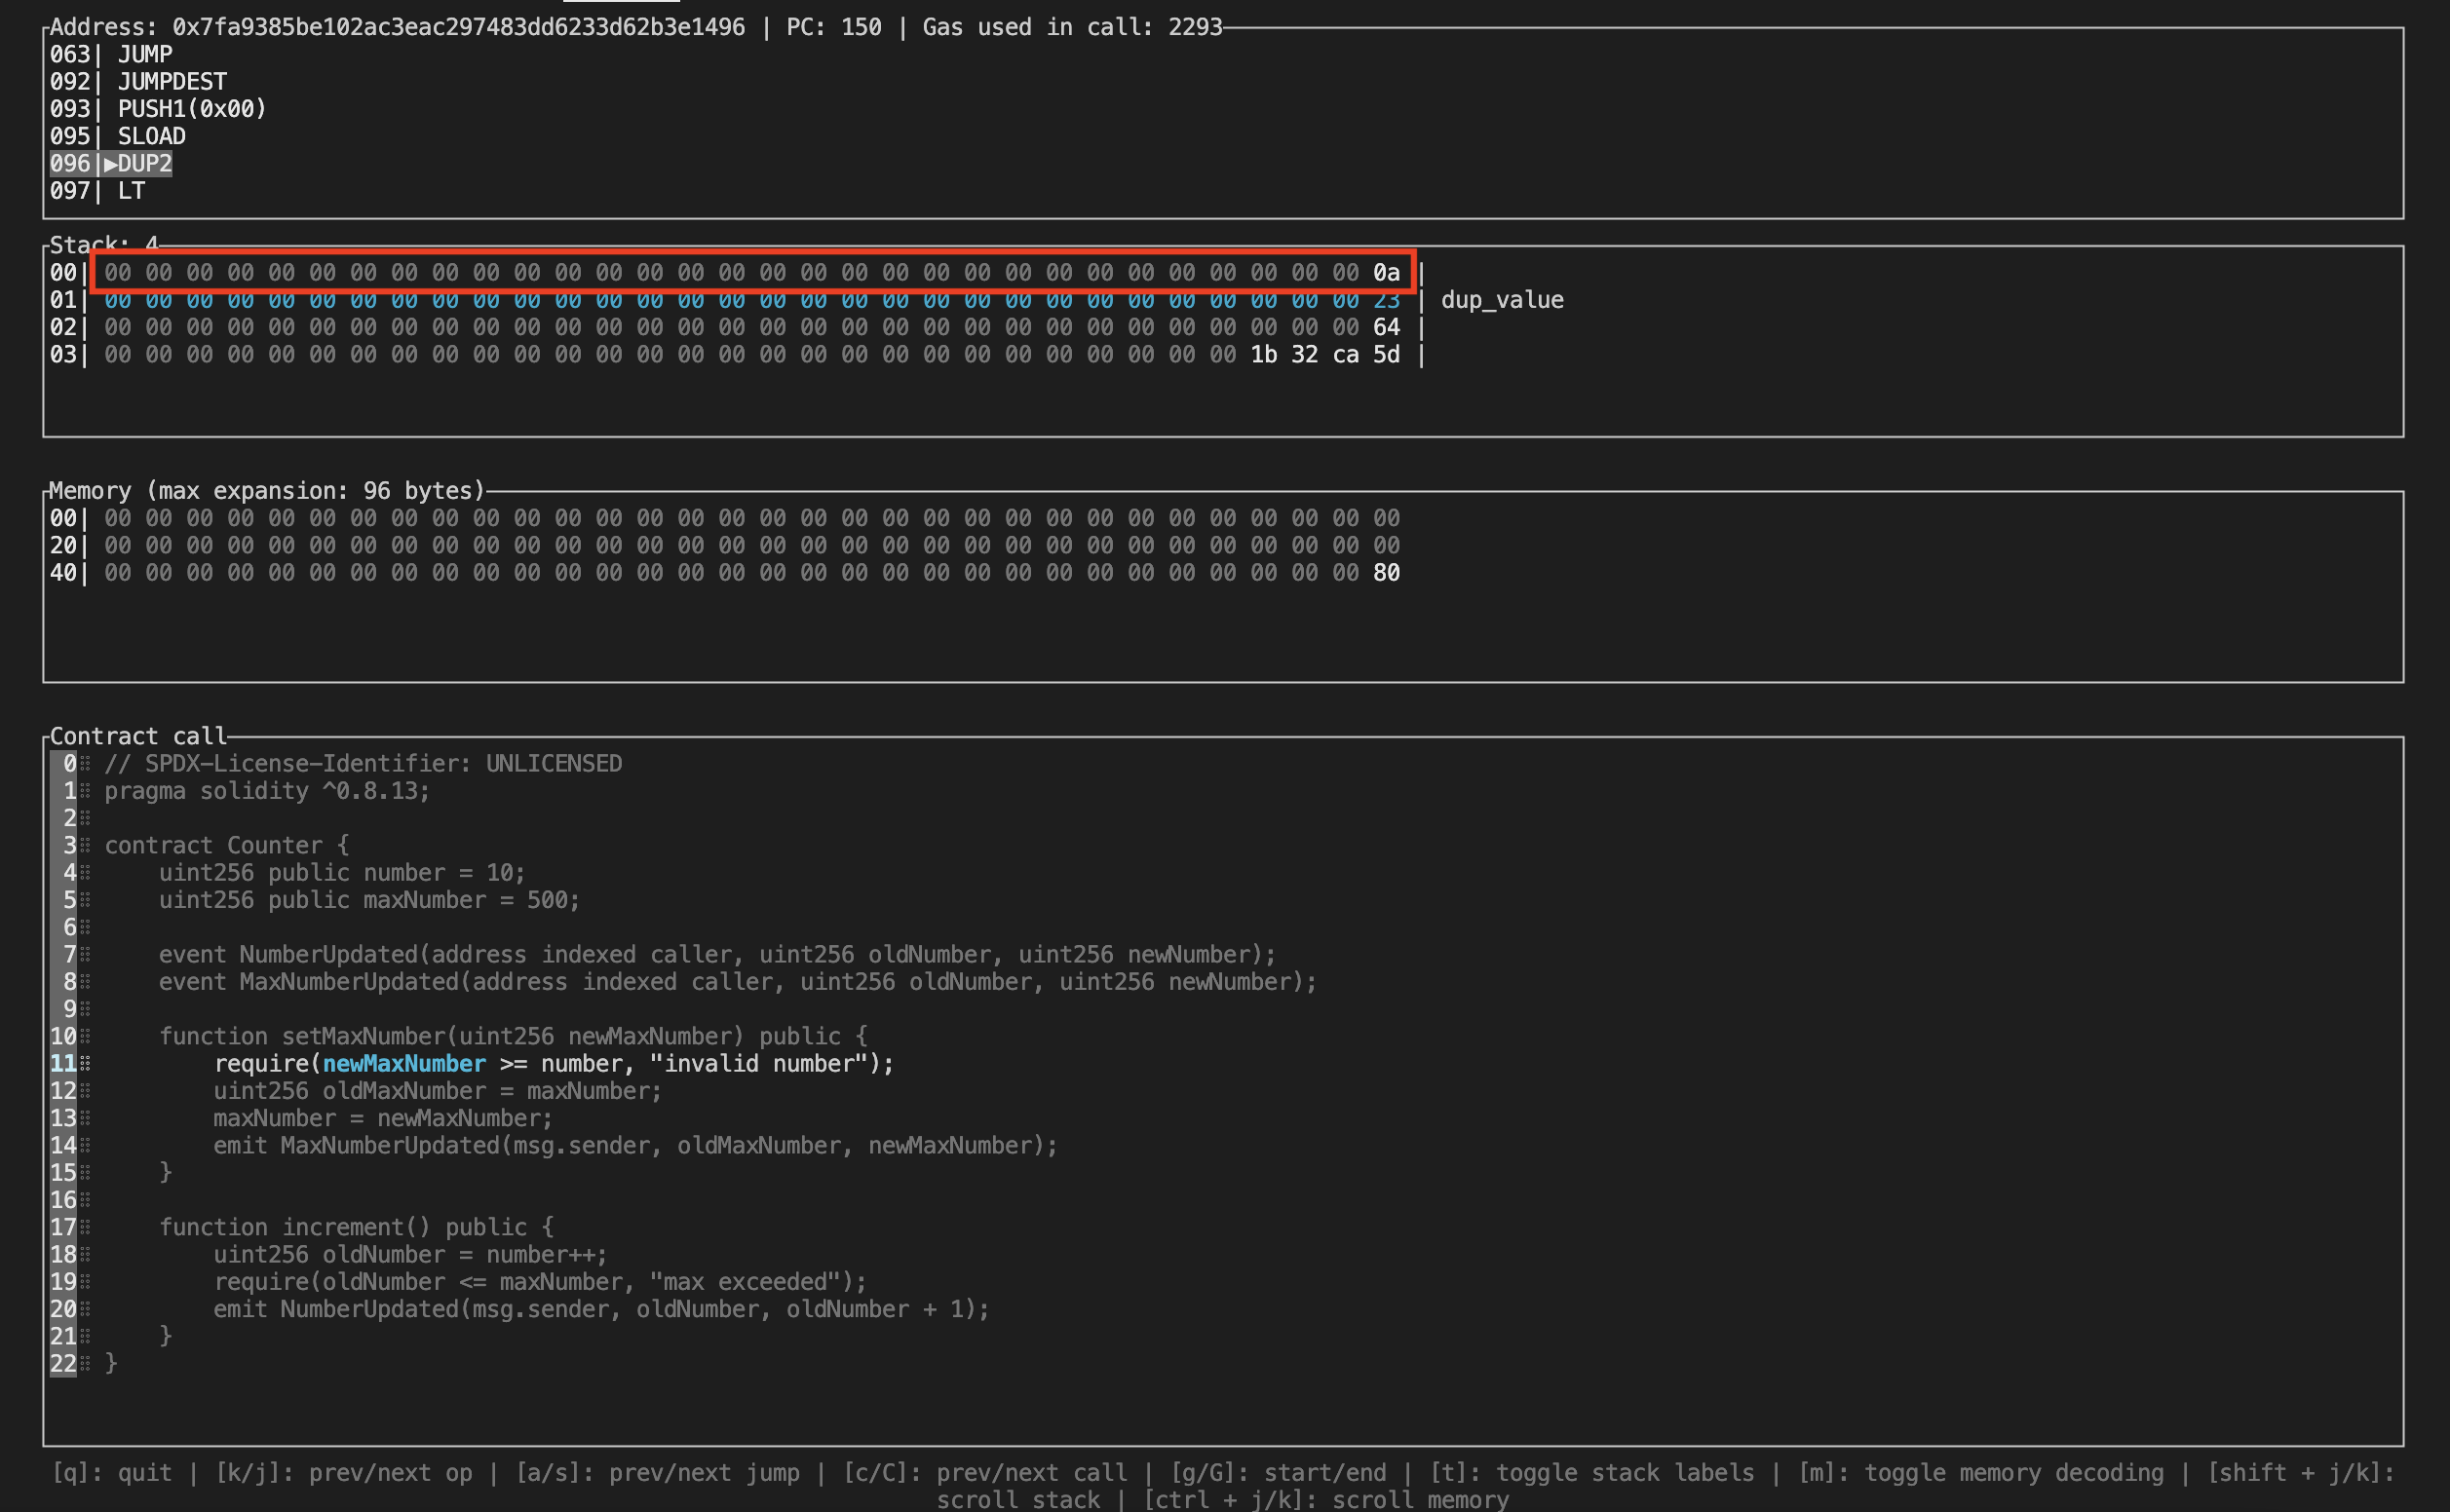 Address: 0x7fa9385be102ac3eac297483dd6233d62b3e1496 | PC: 150 | Gas used in call: 2293
063| JUMP
092| JUMPDEST
093| PUSH1(0x00)
095| SLOAD
096|▶DUP2
097| LT
Stack: 4
00| 00 00 00 00 00 00 00 00 00 00 00 00 00 00 00 00 00 00 00 00 00 00 00 00 00 00 00 00 00 00 00 0a |
01| 00 00 00 00 00 00 00 00 00 00 00 00 00 00 00 00 00 00 00 00 00 00 00 00 00 00 00 00 00 00 00 23 | dup_value
02| 00 00 00 00 00 00 00 00 00 00 00 00 00 00 00 00 00 00 00 00 00 00 00 00 00 00 00 00 00 00 00 64 |
03| 00 00 00 00 00 00 00 00 00 00 00 00 00 00 00 00 00 00 00 00 00 00 00 00 00 00 00 00 1b 32 ca 5d |
Memory (max expansion: 96 bytes)
00| 00 00 00 00 00 00 00 00 00 00 00 00 00 00 00 00 00 00 00 00 00 00 00 00 00 00 00 00 00 00 00 00
20| 00 00 00 00 00 00 00 00 00 00 00 00 00 00 00 00 00 00 00 00 00 00 00 00 00 00 00 00 00 00 00 00
40| 00 00 00 00 00 00 00 00 00 00 00 00 00 00 00 00 00 00 00 00 00 00 00 00 00 00 00 00 00 00 00 80
Contract call
0 // SPDX-License-Identifier: UNLICENSED
1 pragma solidity ^0.8.13;
2
3 contract Counter {
4     uint256 public number = 10;
5     uint256 public maxNumber = 500;
6
7     event NumberUpdated(address indexed caller, uint256 oldNumber, uint256 newNumber);
8     event MaxNumberUpdated(address indexed caller, uint256 oldNumber, uint256 newNumber);
9
10     function setMaxNumber(uint256 newMaxNumber) public {
11         require(newMaxNumber >= number, "invalid number");
12         uint256 oldMaxNumber = maxNumber;
13         maxNumber = newMaxNumber;
14         emit MaxNumberUpdated(msg.sender, oldMaxNumber, newMaxNumber);
15     }
16
17     function increment() public {
18         uint256 oldNumber = number++;
19         require(oldNumber <= maxNumber, "max exceeded");
20         emit NumberUpdated(msg.sender, oldNumber, oldNumber + 1);
21     }
22 }
[q]: quit | [k/j]: prev/next op | [a/s]: prev/next jump | [c/C]: prev/next call | [g/G]: start/end | [t]: toggle stack labels | [m]: toggle memory decoding | [shift + j/k]:
scroll stack | [ctrl + j/k]: scroll memory